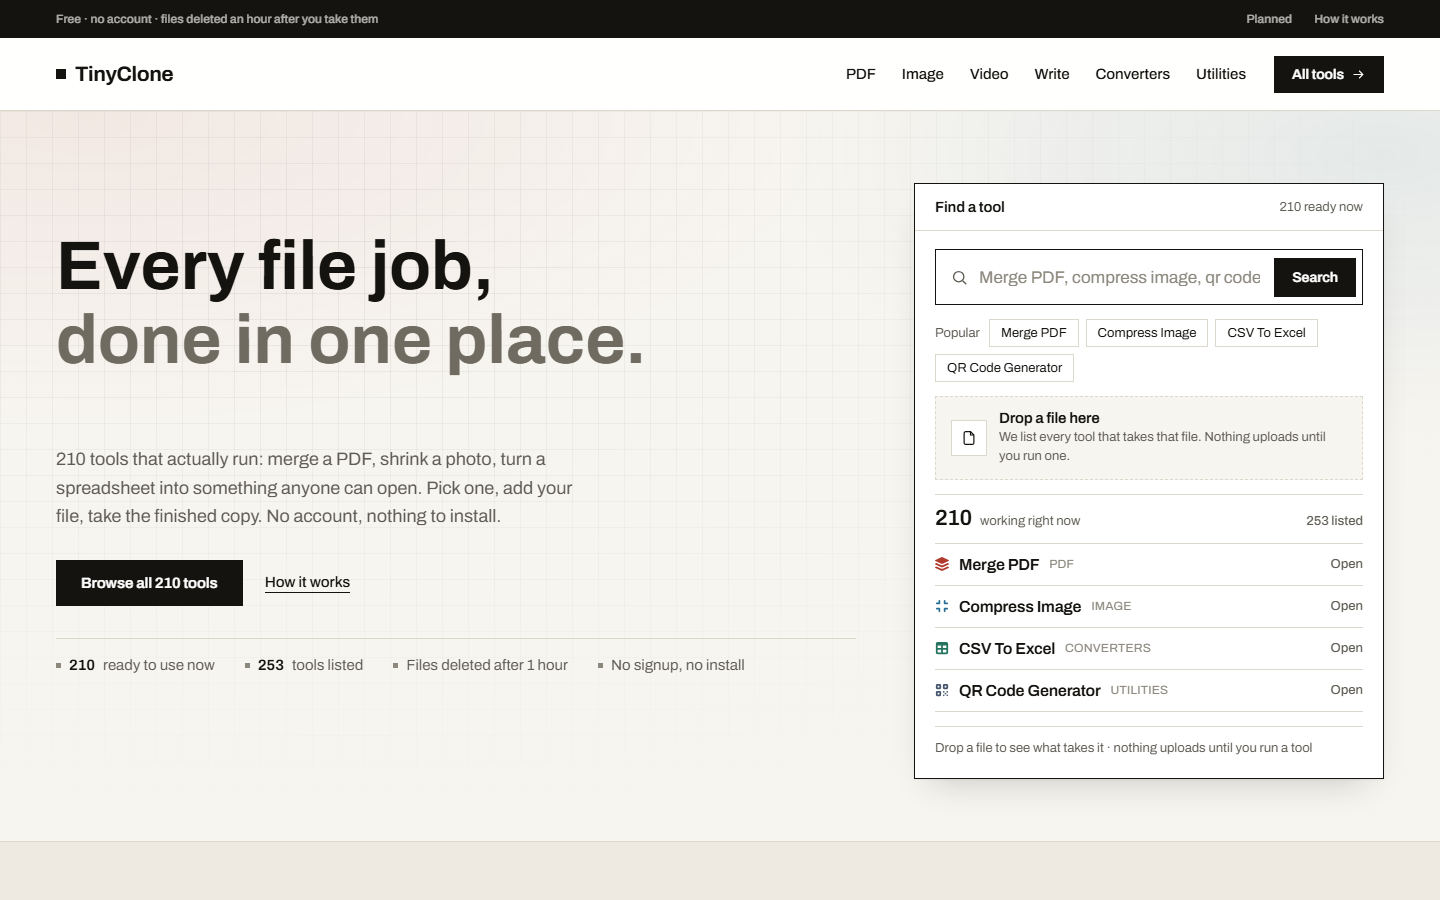 Free · no account · files deleted an hour after you take them
Planned How it works
TinyClone
PDF Image Video Write Converters Utilities All tools →
Every file job,
done in one place.
210 tools that actually run: merge a PDF, shrink a photo, turn a
spreadsheet into something anyone can open. Pick one, add your
file, take the finished copy. No account, nothing to install.
Browse all 210 tools How it works
210 ready to use now 253 tools listed Files deleted after 1 hour No signup, no install
Find a tool 210 ready now
Merge PDF, compress image, qr code Search
Popular Merge PDF Compress Image CSV To Excel
QR Code Generator
Drop a file here
We list every tool that takes that file. Nothing uploads until
you run one.
210 working right now 253 listed
Merge PDF PDF Open
Compress Image IMAGE Open
CSV To Excel CONVERTERS Open
QR Code Generator UTILITIES Open
Drop a file to see what takes it · nothing uploads until you run a tool